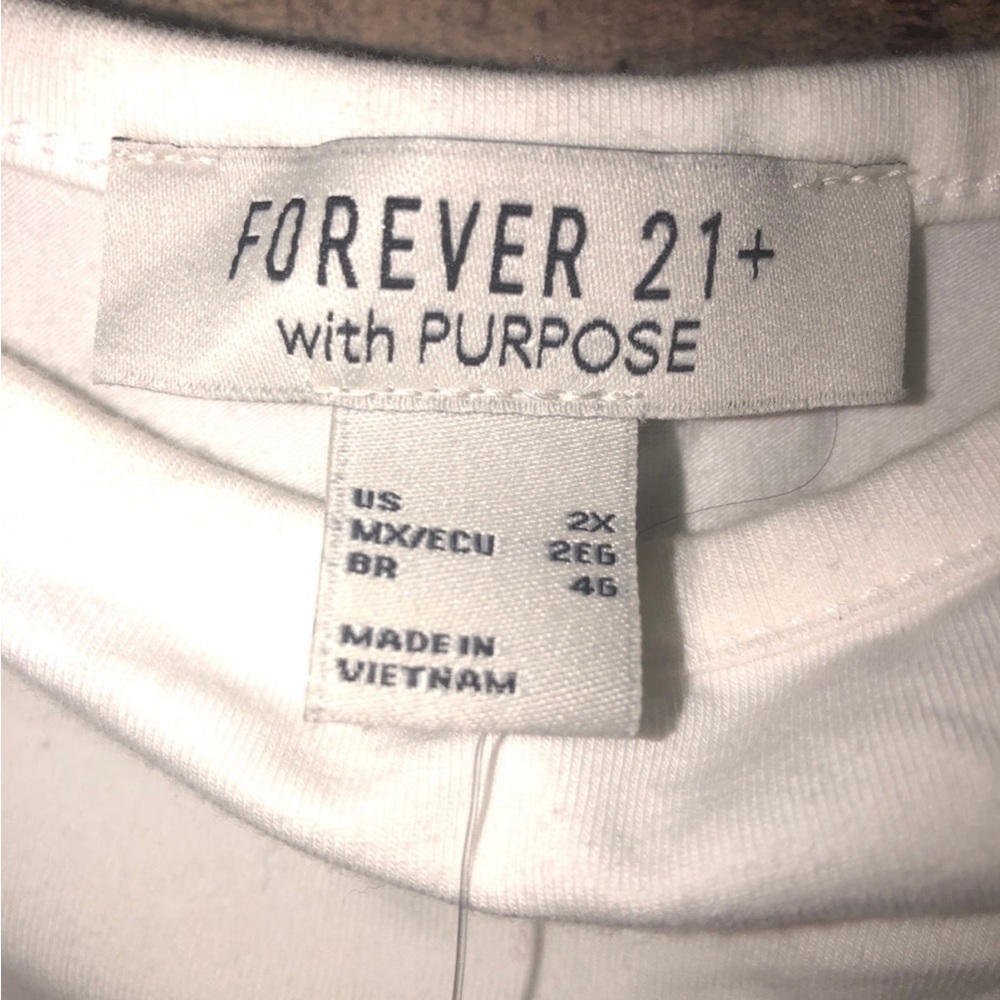 FOREVER 21+
with PURPOSE
US 2X
MX/ECU 2EG
BR 4G
MADE IN
VIETNAM